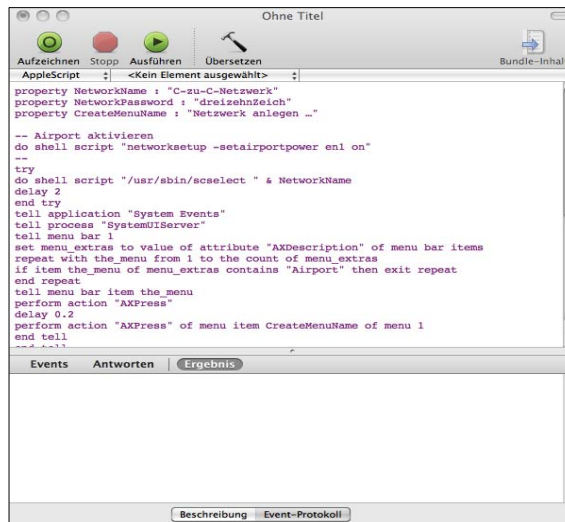 Ohne Titel
Aufzeichnen Stopp Ausführen Übersetzen Bundle-Inhal
AppleScript <Kein Element ausgewählt>
property NetworkName : "C-zu-C-Netzwerk"
property NetworkPassword : "dreizehnZeich"
property CreateMenuName : "Netzwerk anlegen …"
-- Airport aktivieren
do shell script "networksetup -setairportpower en1 on"
--
try
do shell script "/usr/sbin/scselect " & NetworkName
delay 2
end try
tell application "System Events"
tell process "SystemUIServer"
tell menu bar 1
set menu_extras to value of attribute "AXDescription" of menu bar items
repeat with the_menu from 1 to the count of menu_extras
if item the_menu of menu_extras contains "Airport" then exit repeat
end repeat
tell menu bar item the_menu
perform action "AXPress"
delay 0.2
perform action "AXPress" of menu item CreateMenuName of menu 1
end tell
end tell
Events Antworten Ergebnis
Beschreibung Event-Protokoll